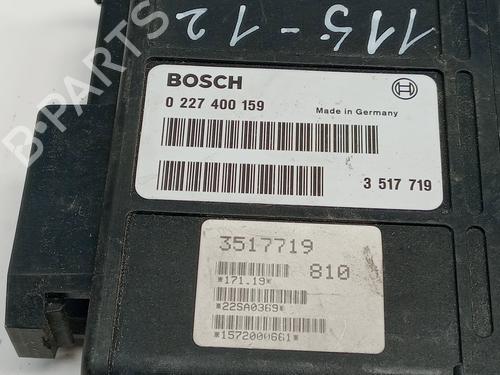 115-12
BOSCH
0 227 400 159
Made in Germany
3 517 719
3517719
810
*171.19*
*22SA0369*
*1572000661*
B-PARTS